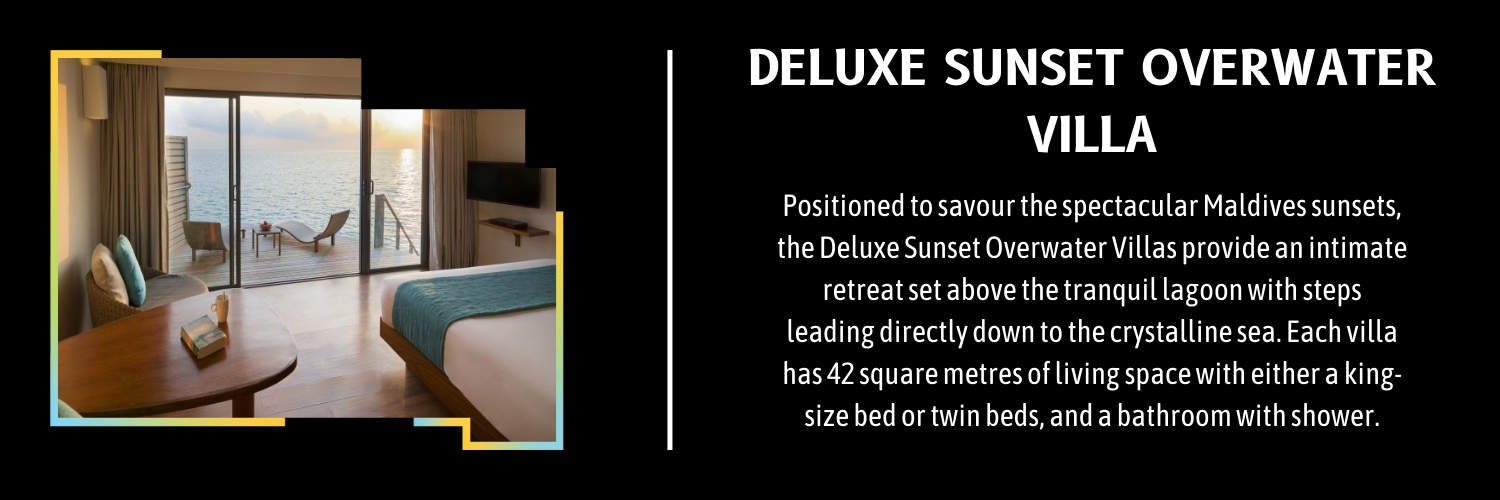 DELUXE SUNSET OVERWATER
VILLA
Positioned to savour the spectacular Maldives sunsets,
the Deluxe Sunset Overwater Villas provide an intimate
retreat set above the tranquil lagoon with steps
leading directly down to the crystalline sea. Each villa
has 42 square metres of living space with either a king-
size bed or twin beds, and a bathroom with shower.